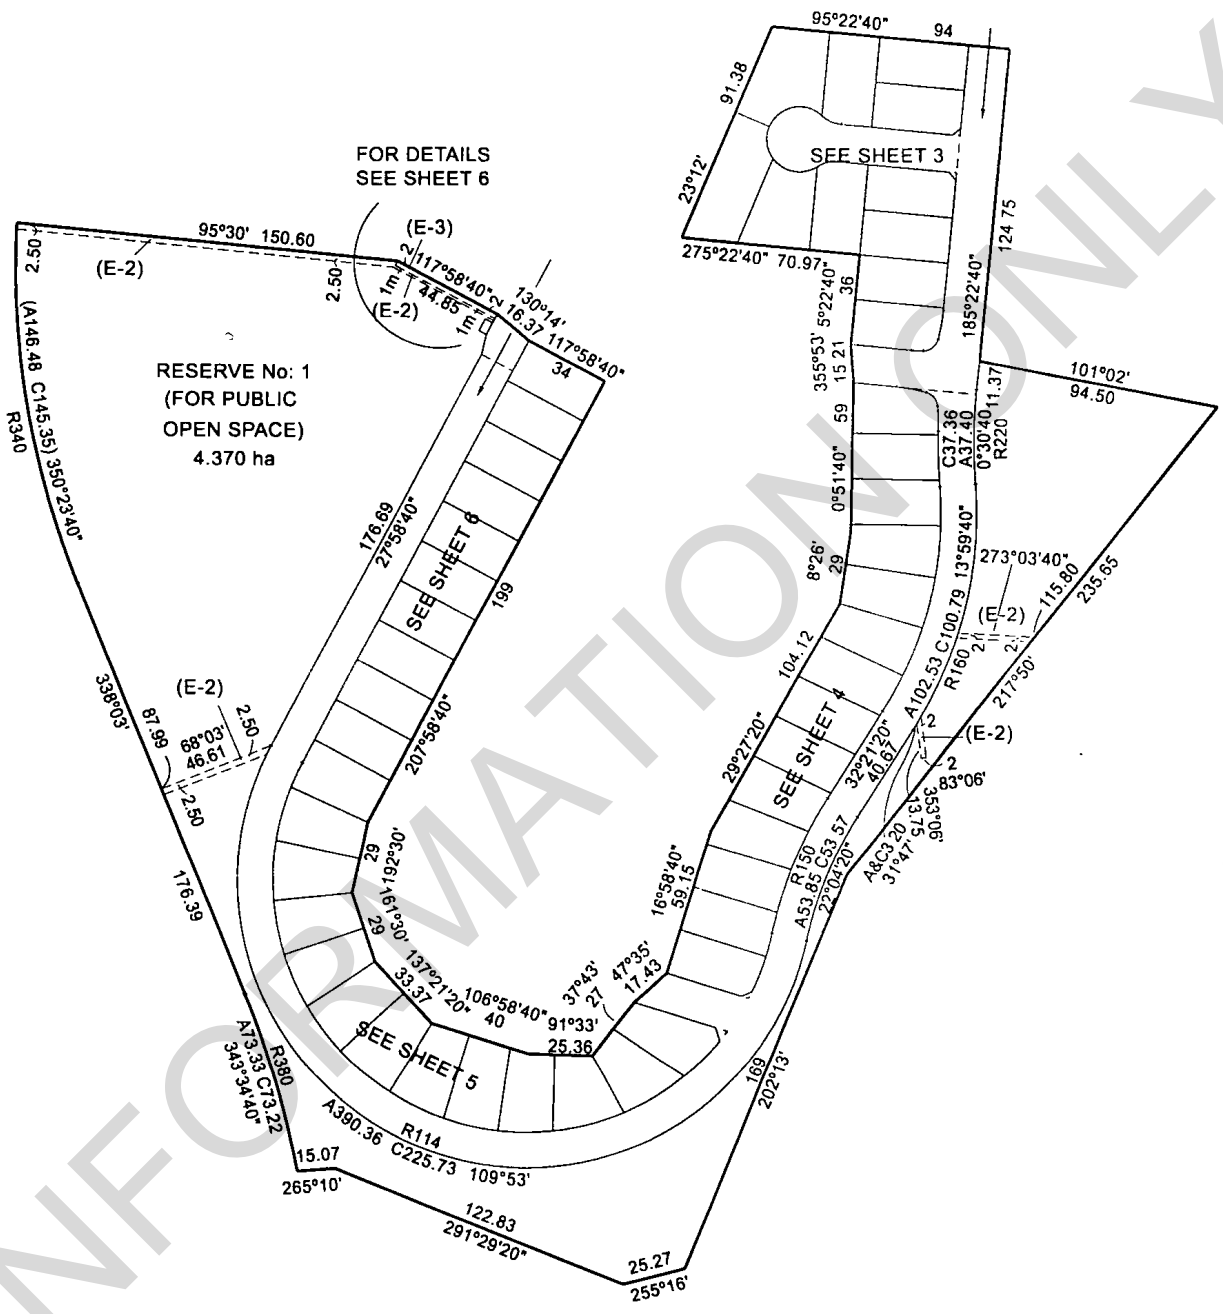 95°22'40" 94
91.38
23°12'
SEE SHEET 3
124.75
185°22'40"
275°22'40" 70.97
FOR DETAILS
SEE SHEET 6
(E-3)
2
95°30' 150.60
(E-2)
2.50
2.50
117°58'40"
44.85
1m
(E-2)
1m
2
130°14'
16.37
117°58'40"
34
5°22'40"
36
355°53'
15 21
59
0°51'40"
8°26'
29
11.37
101°02'
94.50
C37.36
A37.40
0°30'40
R220
RESERVE No: 1
(FOR PUBLIC
OPEN SPACE)
4.370 ha
(A146.48 C145.35) 350°23'40"
R340
176.69
27°58'40"
SEE SHEET 6
199
207°58'40"
338°03'
87.99
(E-2)
68°03'
46.61
2.50
2.50
176.39
A102.53 C100.79 13°59'40"
R160
273°03'40"
(E-2)
2
2
115.80
235.65
217°50'
2
(E-2)
2
83°06'
353°06'
13.75
A&C3 20
31°47'
104.12
29°27'20"
SEE SHEET 4
32°21'20"
40.67
R150
A53.85 C53.57
22°04'20"
16°58'40"
59.15
47°35'
17.43
37°43'
27
91°33'
25.36
106°58'40"
40
137°21'20"
33.37
161°30'
29
192°30'
29
SEE SHEET 5
R380
A73.33 C73.22
343°34'40"
R114
A390.36 C225.73 109°53'
169
202°13'
15.07
265°10'
122.83
291°29'20"
25.27
255°16'
INFORMATION ONLY